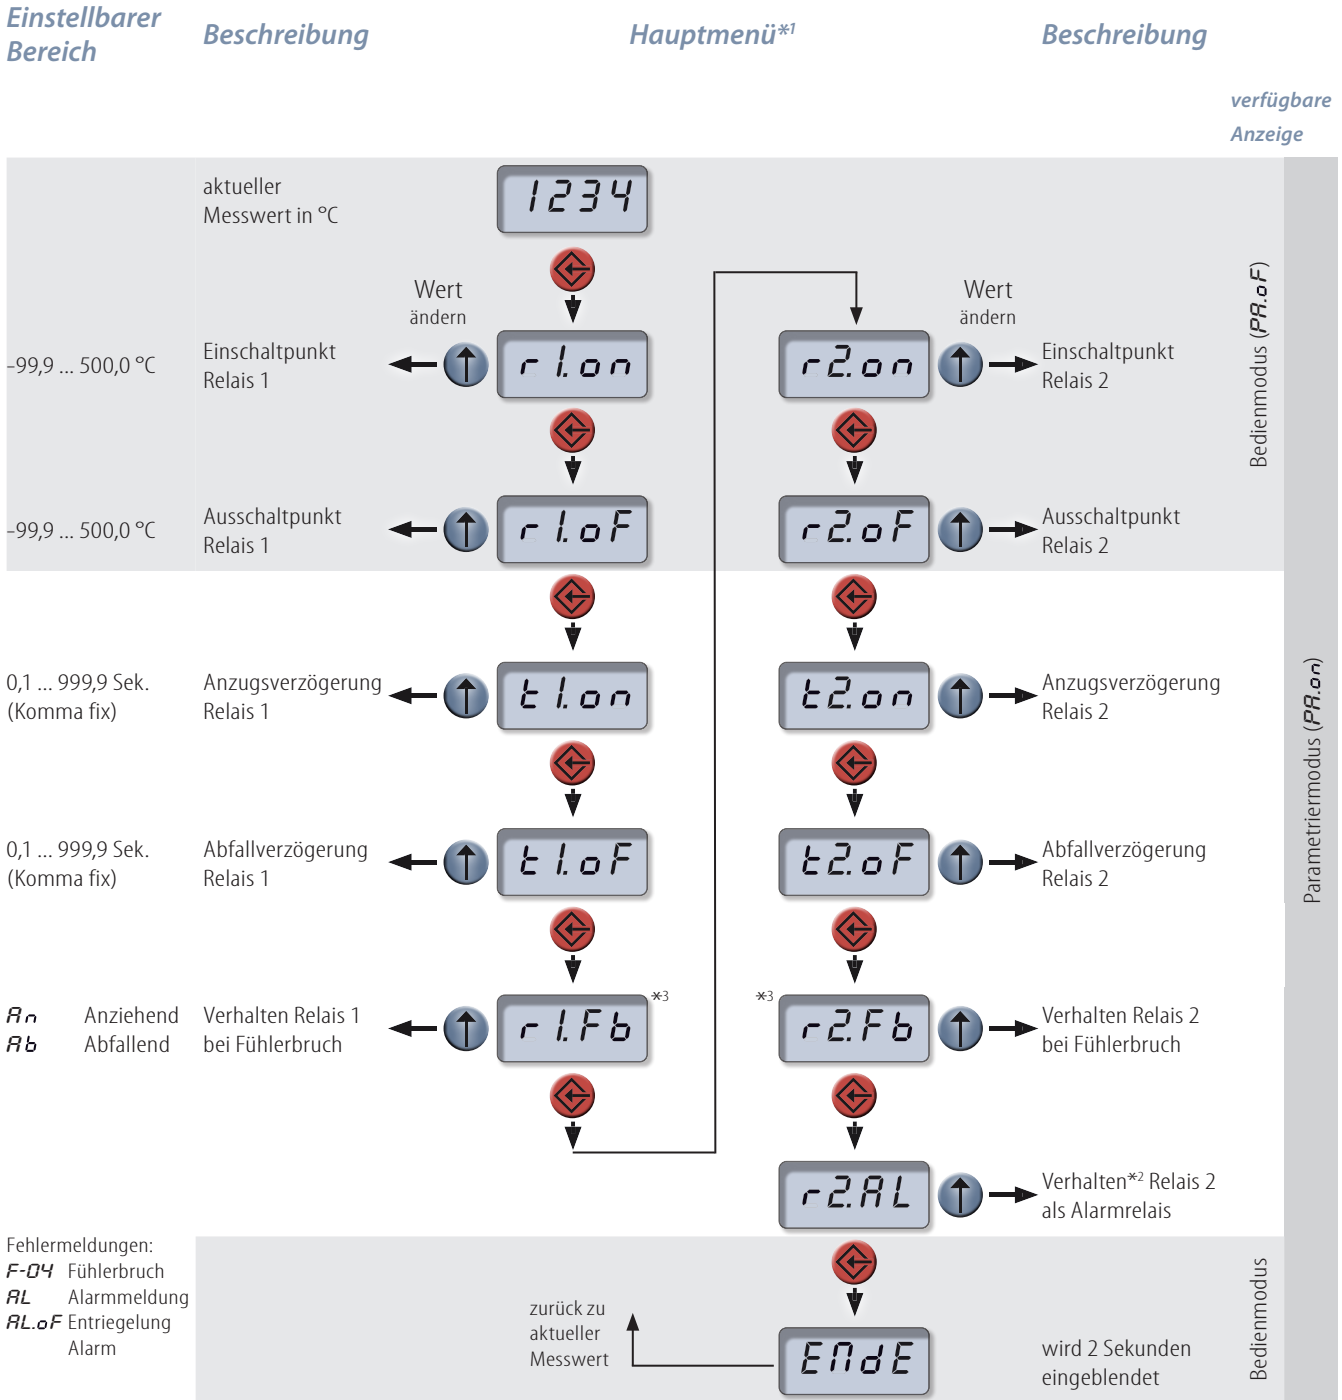 Einstellbarer
Bereich
Beschreibung
Hauptmenü*1
Beschreibung
verfügbare
Anzeige
aktueller
Messwert in °C
1234
Wert
ändern
Wert
ändern
-99,9 ... 500,0 °C
Einschaltpunkt
Relais 1
r1.on
r2.on
Einschaltpunkt
Relais 2
Bedienmodus (PA.oF)
-99,9 ... 500,0 °C
Ausschaltpunkt
Relais 1
r1.oF
r2.oF
Ausschaltpunkt
Relais 2
0,1 ... 999,9 Sek.
(Komma fix)
Anzugsverzögerung
Relais 1
t1.on
t2.on
Anzugsverzögerung
Relais 2
Parametriermodus (PA.on)
0,1 ... 999,9 Sek.
(Komma fix)
Abfallverzögerung
Relais 1
t1.oF
t2.oF
Abfallverzögerung
Relais 2
An Anziehend
Ab Abfallend
Verhalten Relais 1
bei Fühlerbruch
r1.Fb
*3
*3
r2.Fb
Verhalten Relais 2
bei Fühlerbruch
r2.AL
Verhalten*2 Relais 2
als Alarmrelais
Fehlermeldungen:
F-04 Fühlerbruch
AL Alarmmeldung
AL.oF Entriegelung
Alarm
zurück zu
aktueller
Messwert
EndE
wird 2 Sekunden
eingeblendet
Bedienmodus